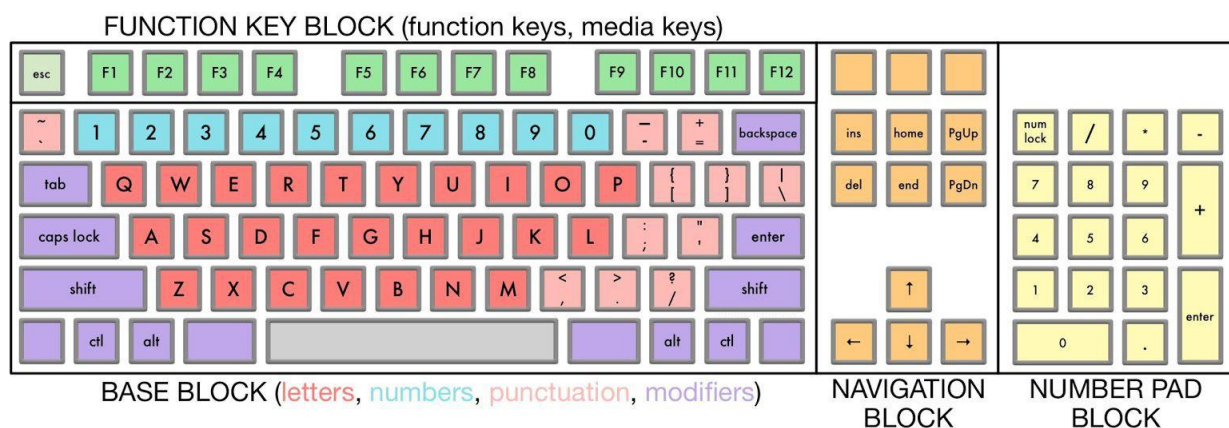 FUNCTION KEY BLOCK (function keys, media keys)
esc F1 F2 F3 F4 F5 F6 F7 F8 F9 F10 F11 F12
~ ` 1 2 3 4 5 6 7 8 9 0 — - + = backspace
tab Q W E R T Y U I O P { [ } ] | \
caps lock A S D F G H J K L : ; " ' enter
shift Z X C V B N M < , > . ? / shift
ctl alt alt ctl
BASE BLOCK (letters, numbers, punctuation, modifiers)
ins home PgUp
del end PgDn
↑
← ↓ →
NAVIGATION
BLOCK
num lock / * -
7 8 9 +
4 5 6
1 2 3 enter
0 .
NUMBER PAD
BLOCK